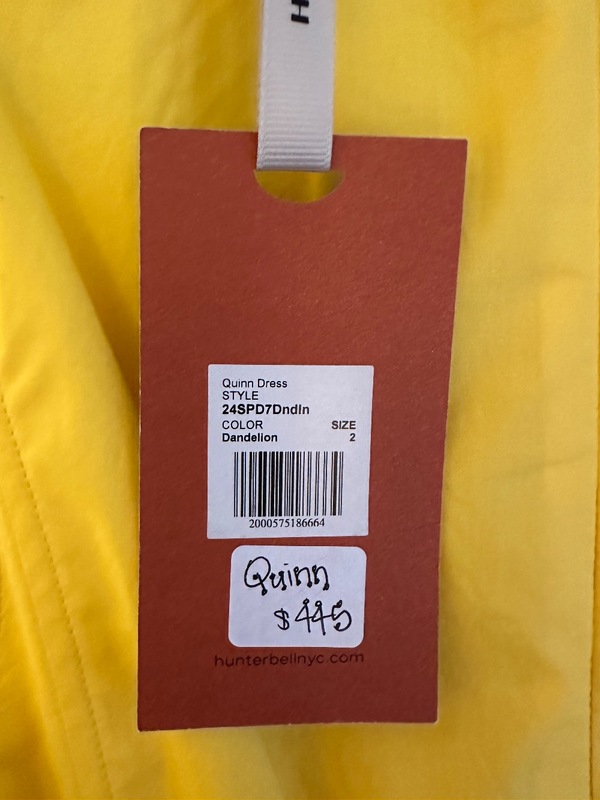 H
Quinn Dress
STYLE
24SPD7Dndln
COLOR SIZE
Dandelion 2
2000575186664
Quinn
$445
hunterbellnyc.com